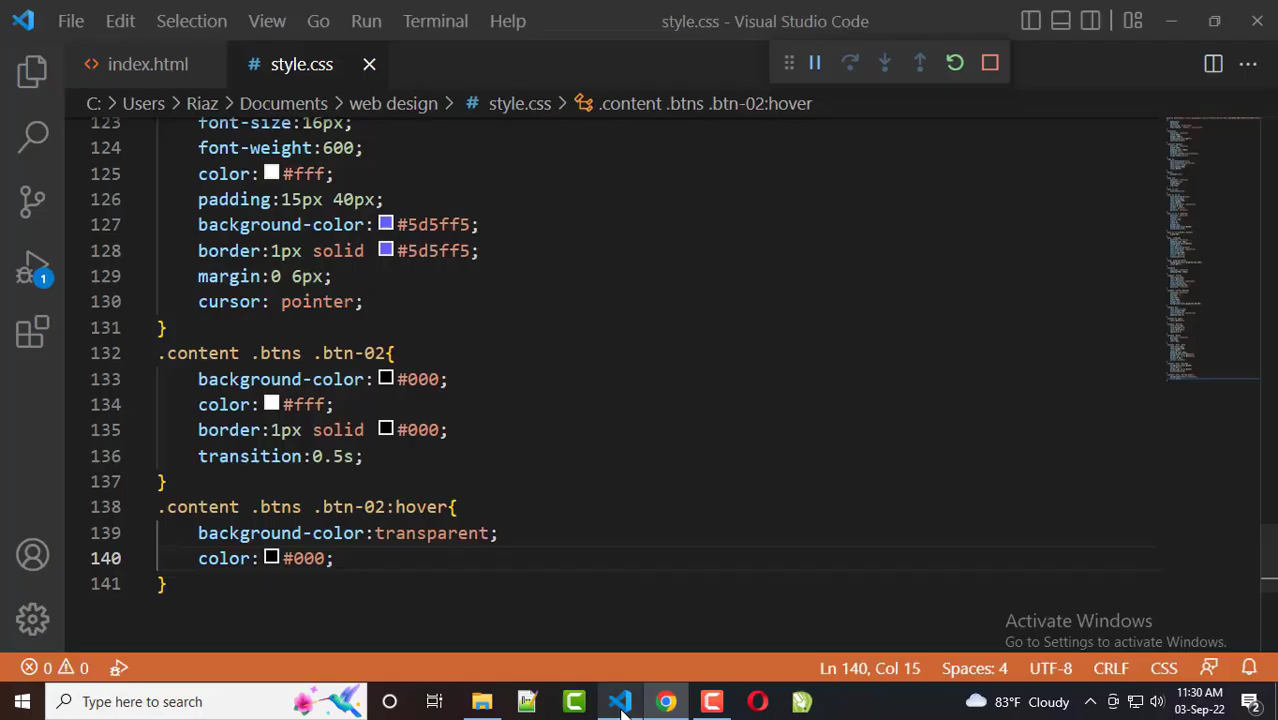 File Edit Selection View Go Run Terminal Help style.css - Visual Studio Code
index.html # style.css
C: > Users > Riaz > Documents > web design > # style.css > .content .btns .btn-02:hover
123 font-size:16px;
124 font-weight:600;
125 color: #fff;
126 padding:15px 40px;
127 background-color: #5d5ff5;
128 border:1px solid #5d5ff5;
129 margin:0 6px;
130 cursor: pointer;
131 }
132 .content .btns .btn-02{
133 background-color: #000;
134 color: #fff;
135 border:1px solid #000;
136 transition:0.5s;
137 }
138 .content .btns .btn-02:hover{
139 background-color:transparent;
140 color: #000;
141 }
1
Activate Windows
Go to Settings to activate Windows.
0 0 Ln 140, Col 15 Spaces: 4 UTF-8 CRLF CSS
Type here to search 83°F Cloudy 11:30 AM
03-Sep-22 2